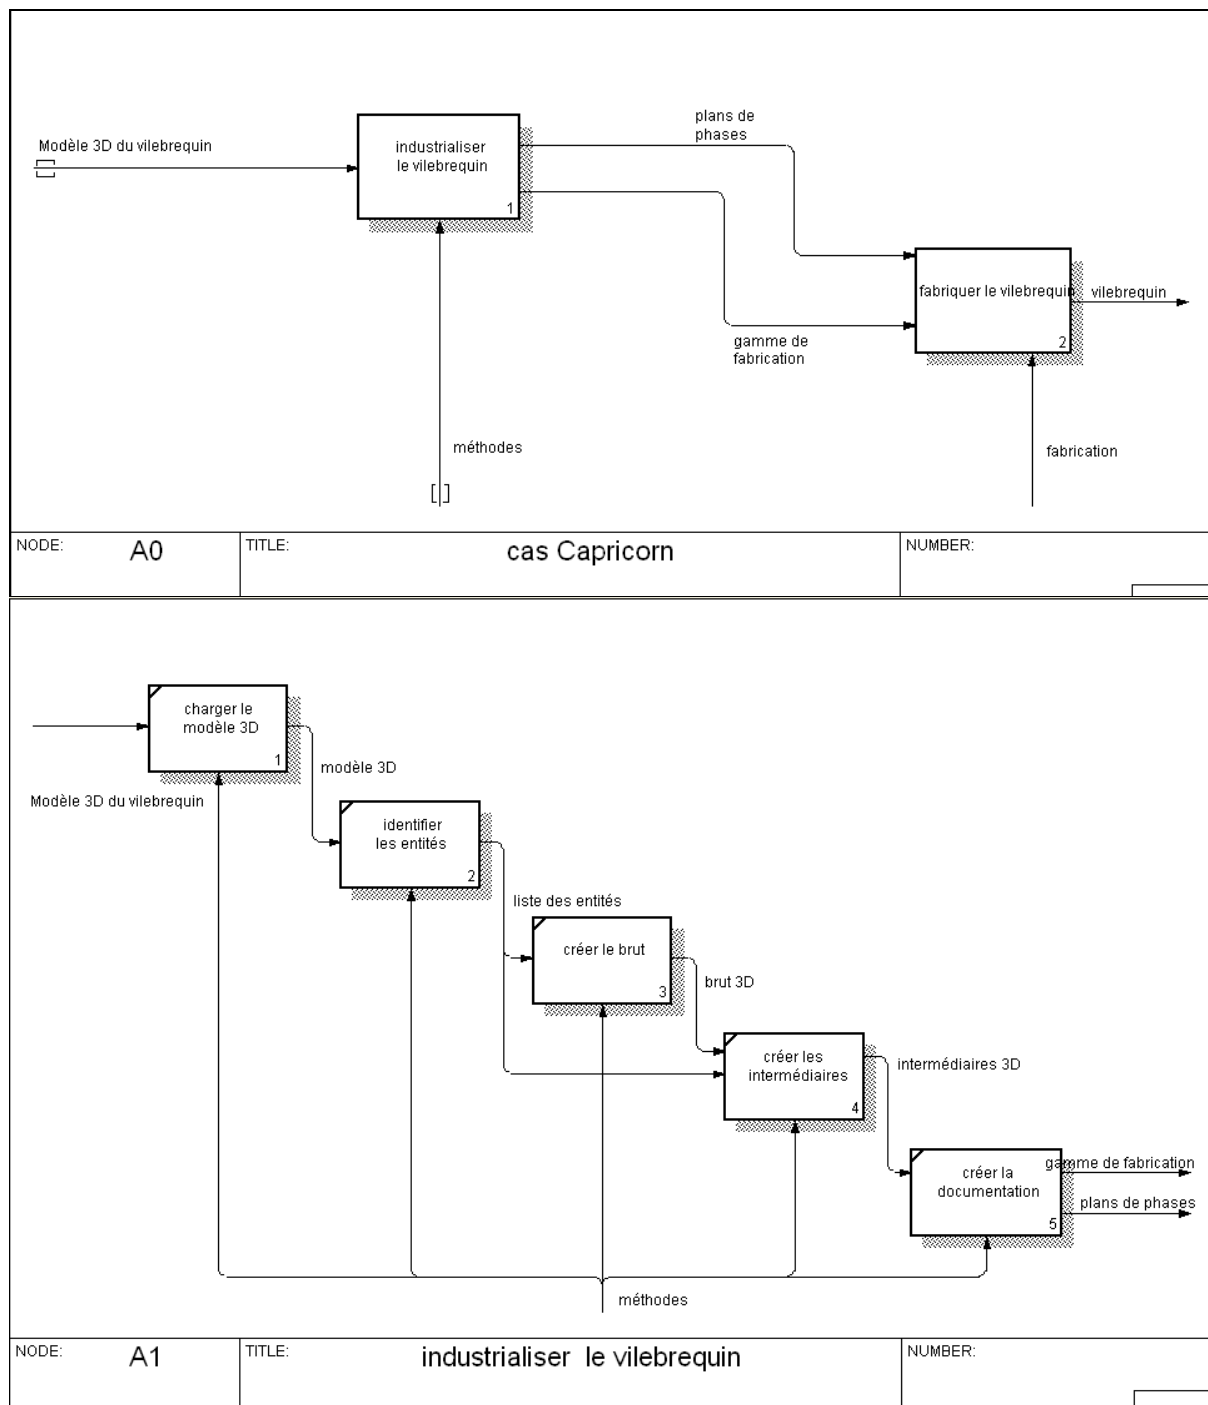 plans de
phases
Modèle 3D du vilebrequin
industrialiser
le vilebrequin
1
fabriquer le vilebrequin
vilebrequin
2
gamme de
fabrication
méthodes
fabrication
NODE:
A0
TITLE:
cas Capricorn
NUMBER:
charger le
modèle 3D
1
modèle 3D
Modèle 3D du vilebrequin
identifier
les entités
2
liste des entités
créer le brut
3
brut 3D
créer les
intermédiaires
4
intermédiaires 3D
créer la
documentation
5
gamme de fabrication
plans de phases
méthodes
NODE:
A1
TITLE:
industrialiser le vilebrequin
NUMBER: